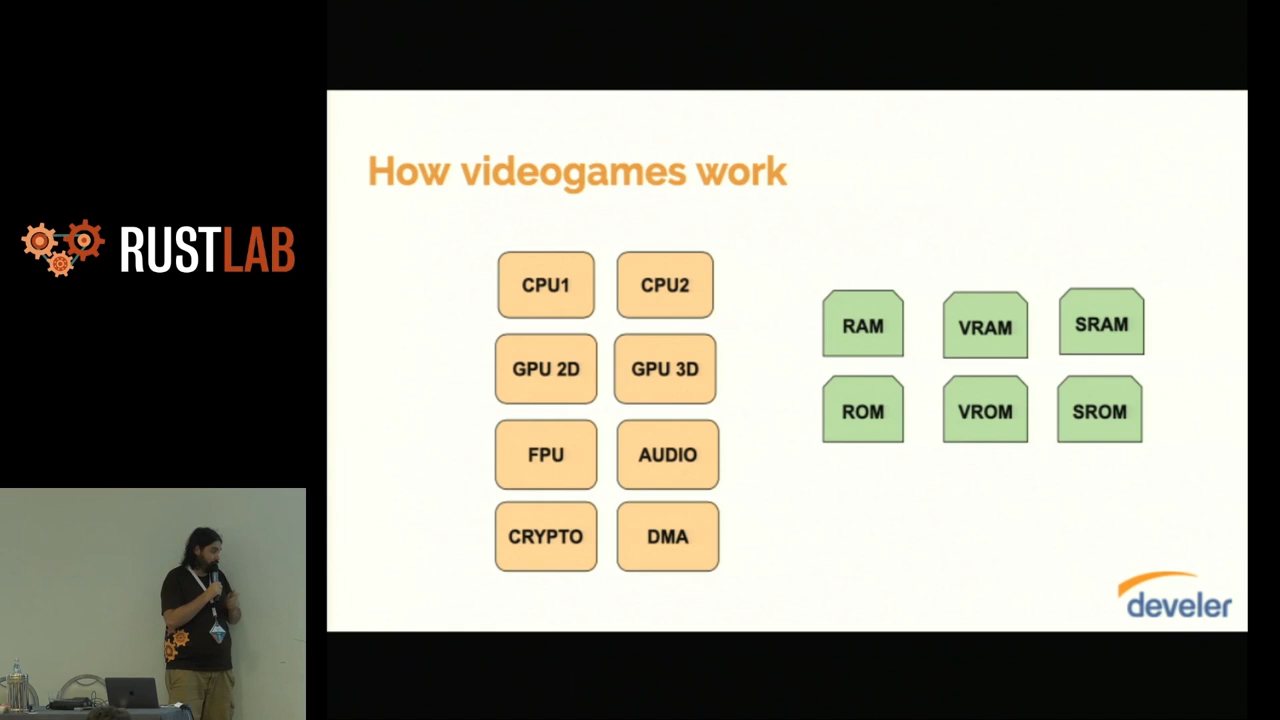 RUSTLAB
How videogames work
CPU1
CPU2
GPU 2D
GPU 3D
FPU
AUDIO
CRYPTO
DMA
RAM
VRAM
SRAM
ROM
VROM
SROM
develer